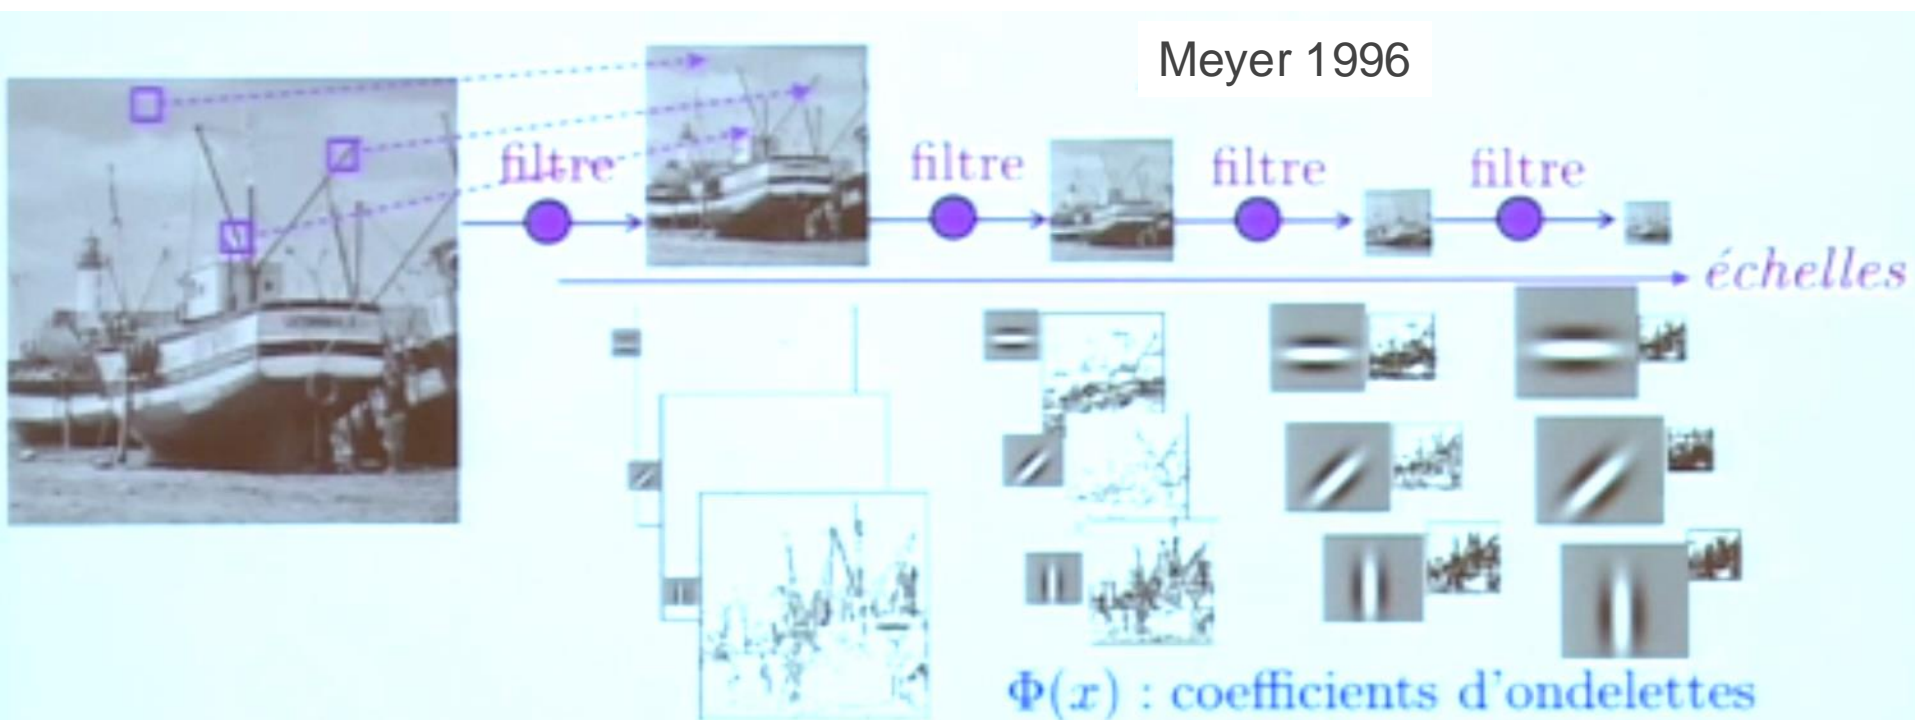 Meyer 1996
filtre
filtre
filtre
filtre
échelles
Φ(x) : coefficients d'ondelettes